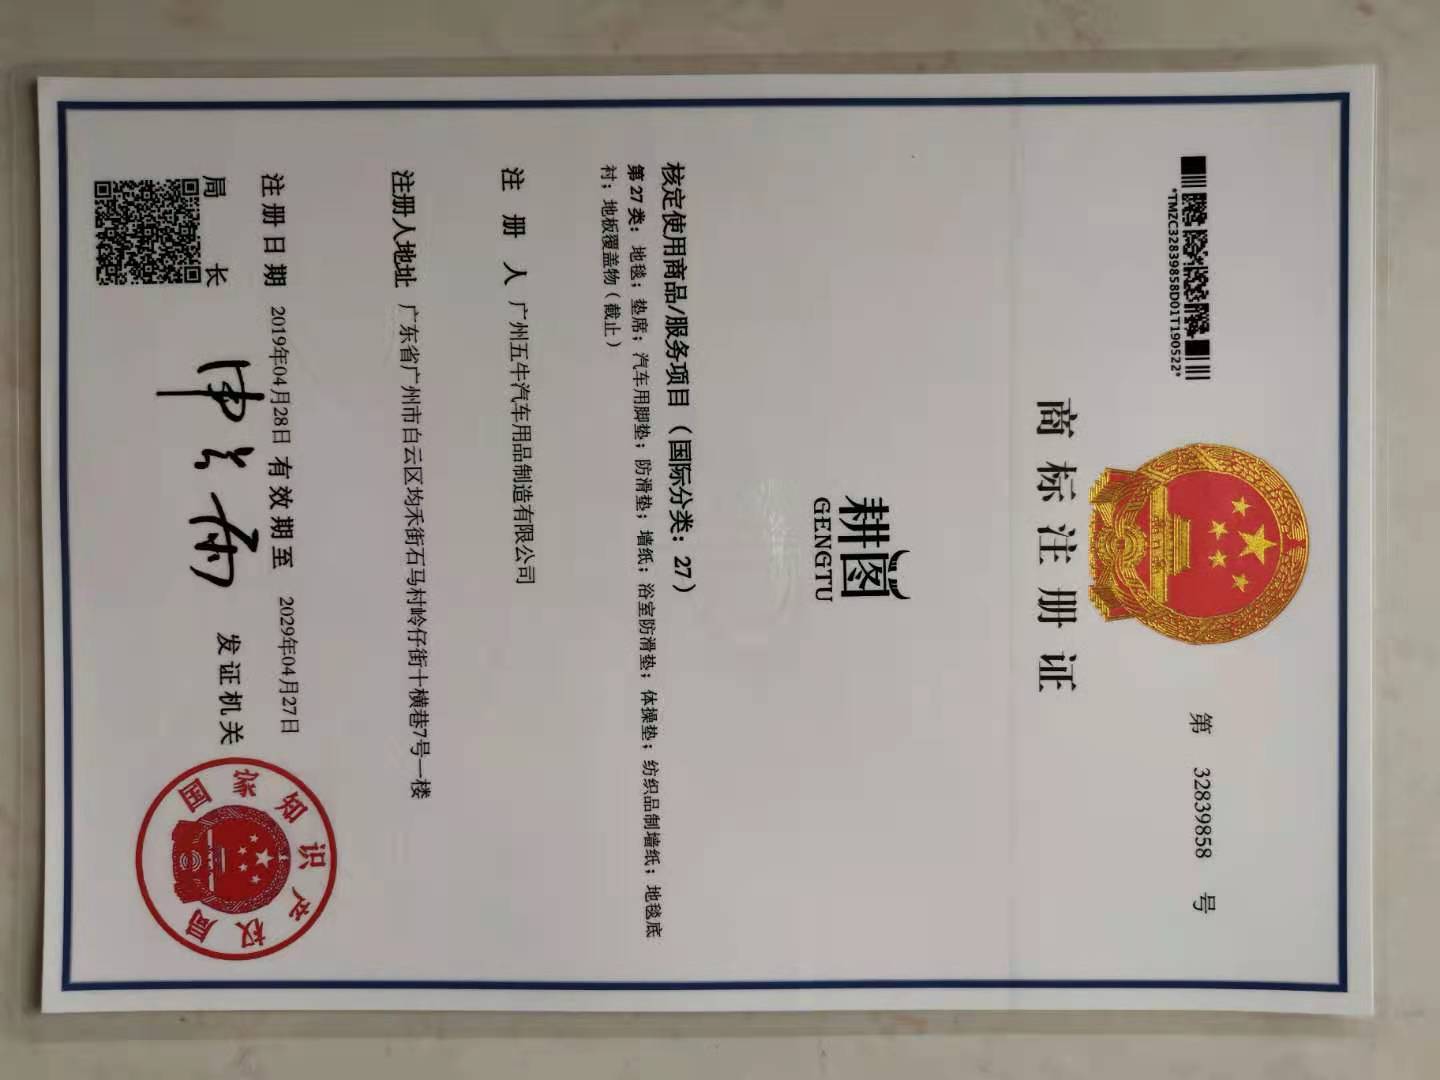 *TMZC32839858D01T190522*
第 32839858 号
商标注册证
耕图
GENGTU
核定使用商品/服务项目（国际分类：27）
第27类：地毯；垫席；汽车用脚垫；防滑垫；墙纸；浴室防滑垫；体操垫；纺织品制墙纸；地毯底
衬；地板覆盖物（截止）
注册人 广州五牛汽车用品制造有限公司
注册人地址 广东省广州市白云区均禾街石马村岭仔街十横巷7号一楼
注册日期 2019年04月28日 有效期至 2029年04月27日
局长 申长雨 发证机关
国家知识产权局